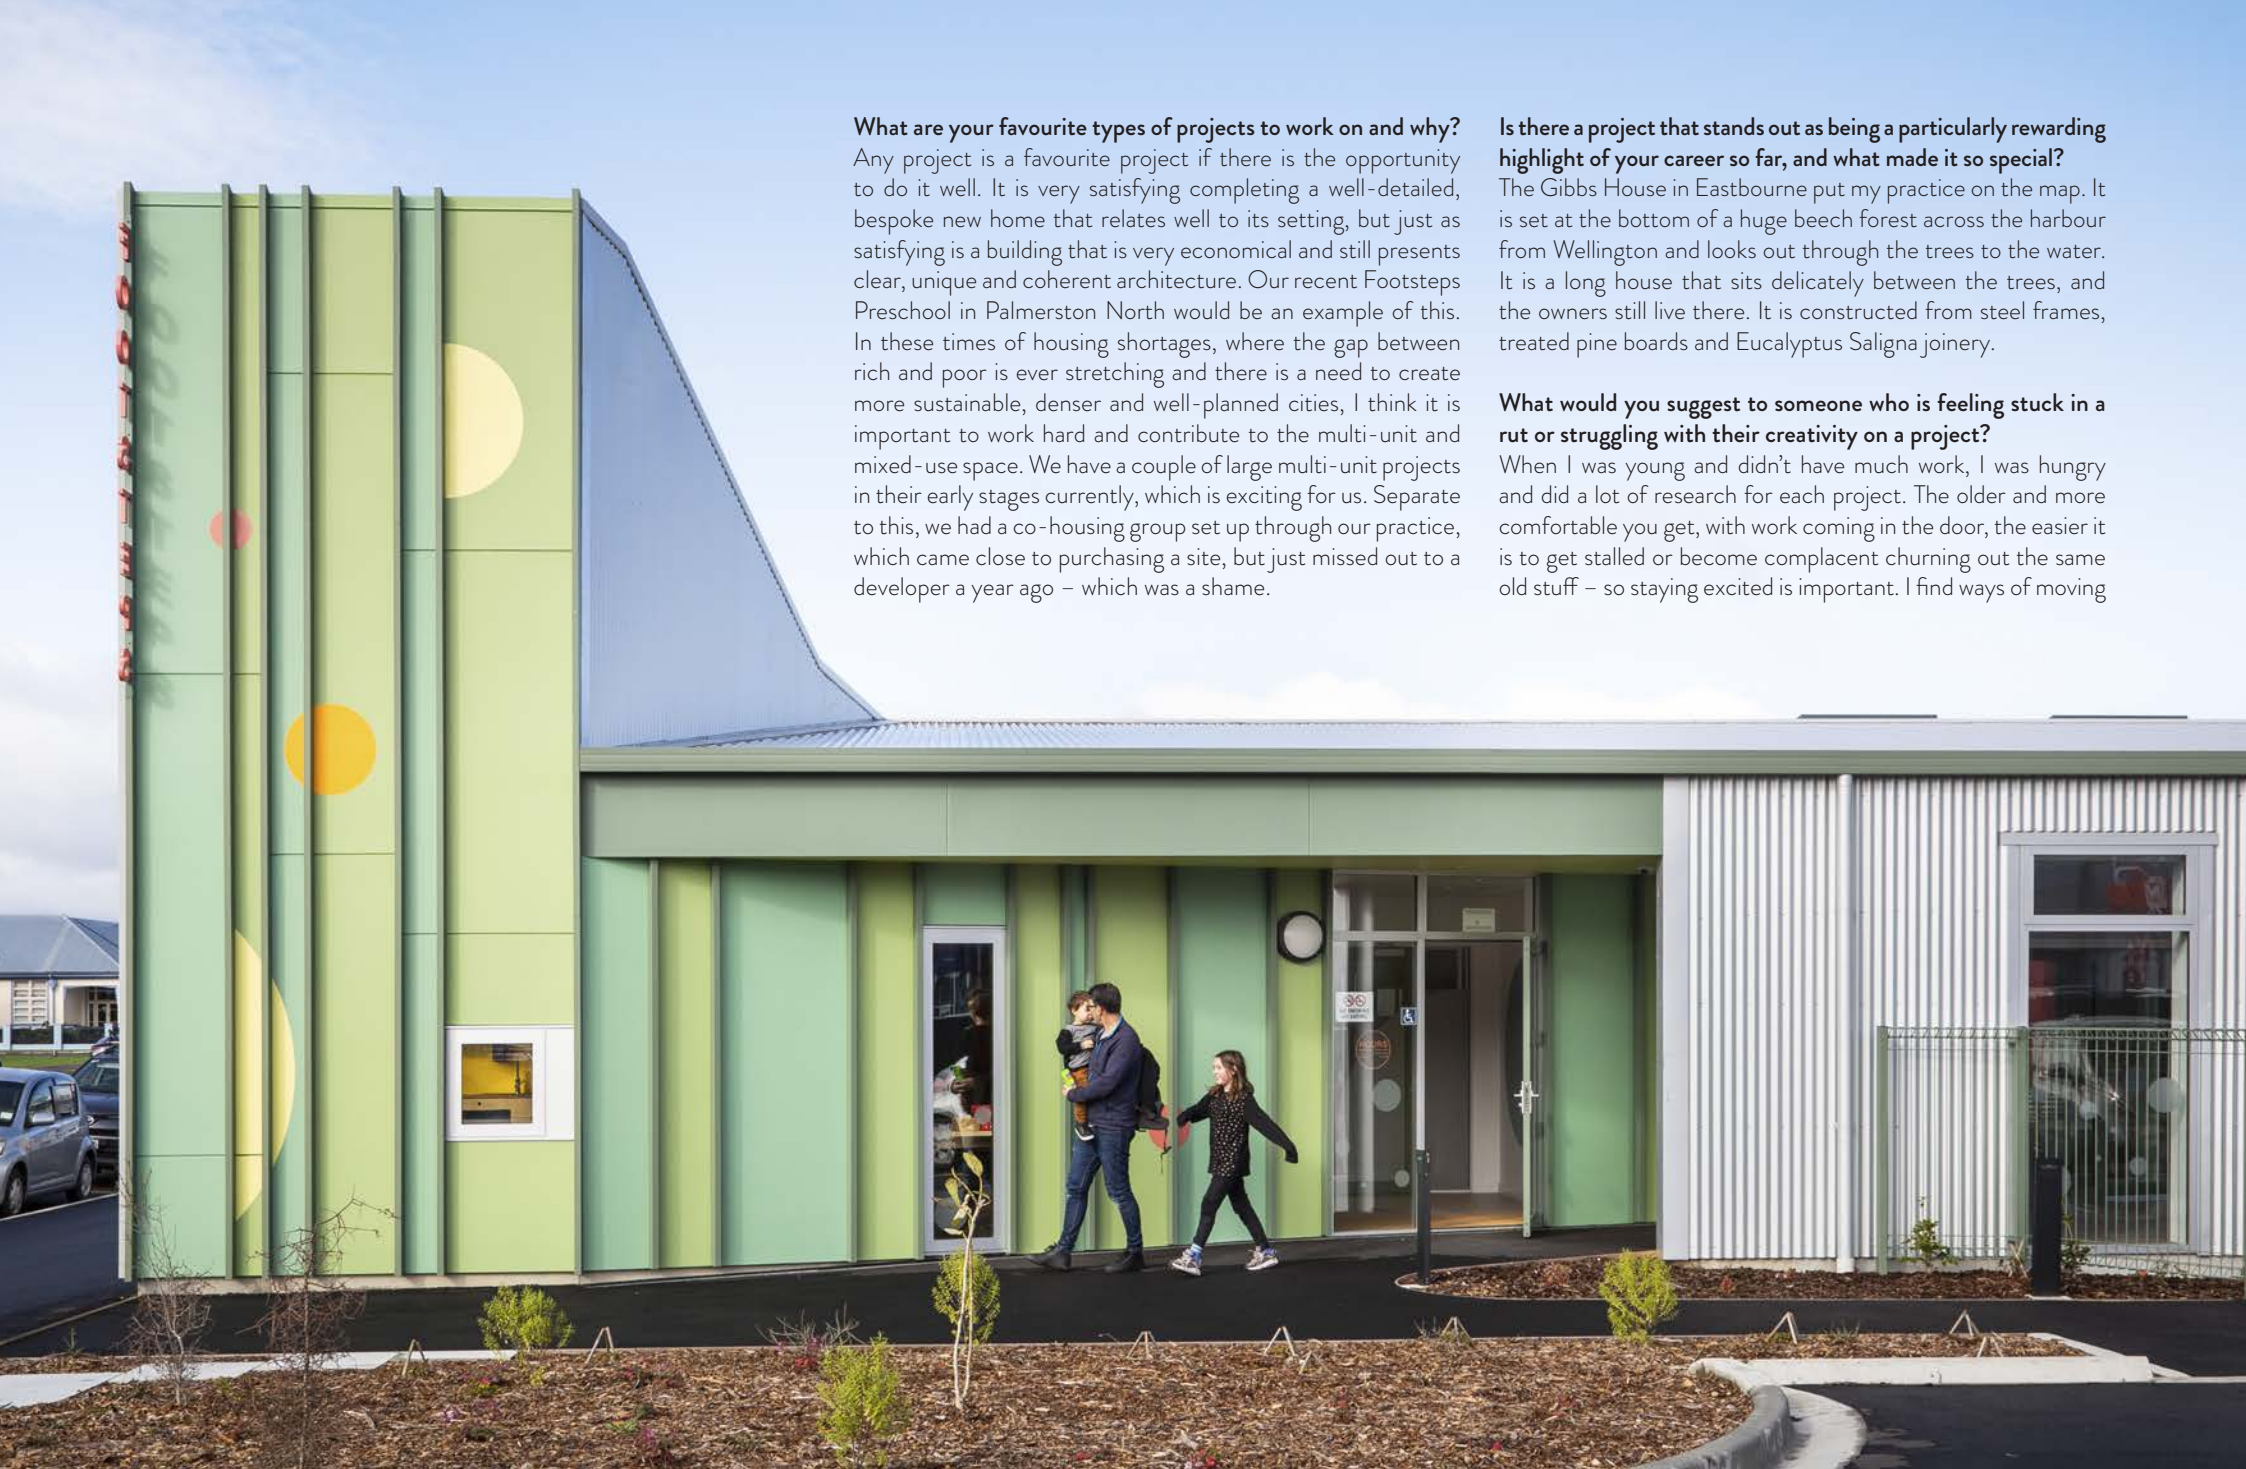 What are your favourite types of projects to work on and why?
Any project is a favourite project if there is the opportunity
to do it well. It is very satisfying completing a well-detailed,
bespoke new home that relates well to its setting, but just as
satisfying is a building that is very economical and still presents
clear, unique and coherent architecture. Our recent Footsteps
Preschool in Palmerston North would be an example of this.
In these times of housing shortages, where the gap between
rich and poor is ever stretching and there is a need to create
more sustainable, denser and well-planned cities, I think it is
important to work hard and contribute to the multi-unit and
mixed-use space. We have a couple of large multi-unit projects
in their early stages currently, which is exciting for us. Separate
to this, we had a co-housing group set up through our practice,
which came close to purchasing a site, but just missed out to a
developer a year ago – which was a shame.
Is there a project that stands out as being a particularly rewarding
highlight of your career so far, and what made it so special?
The Gibbs House in Eastbourne put my practice on the map. It
is set at the bottom of a huge beech forest across the harbour
from Wellington and looks out through the trees to the water.
It is a long house that sits delicately between the trees, and
the owners still live there. It is constructed from steel frames,
treated pine boards and Eucalyptus Saligna joinery.
What would you suggest to someone who is feeling stuck in a
rut or struggling with their creativity on a project?
When I was young and didn’t have much work, I was hungry
and did a lot of research for each project. The older and more
comfortable you get, with work coming in the door, the easier it
is to get stalled or become complacent churning out the same
old stuff – so staying excited is important. I find ways of moving
FOOTSTEPS
HOURS